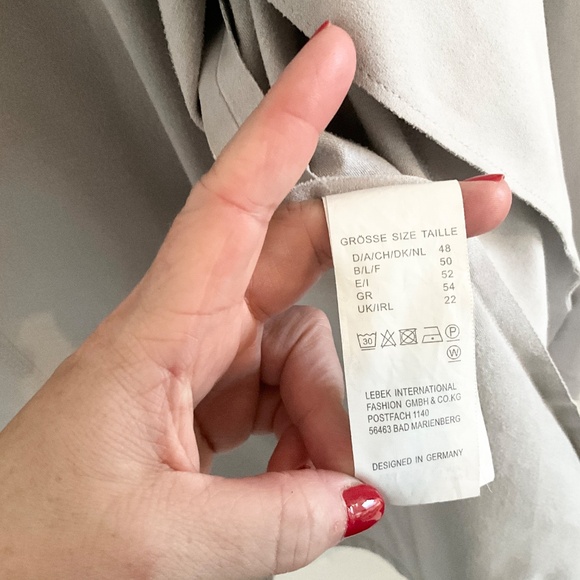 GRÖSSE SIZE TAILLE
D/A/CH/DK/NL 48
B/L/F 50
E/I 52
GR 54
UK/IRL 22
30 P
W
LEBEK INTERNATIONAL
FASHION GMBH & CO.KG
POSTFACH 1140
56463 BAD MARIENBERG
DESIGNED IN GERMANY